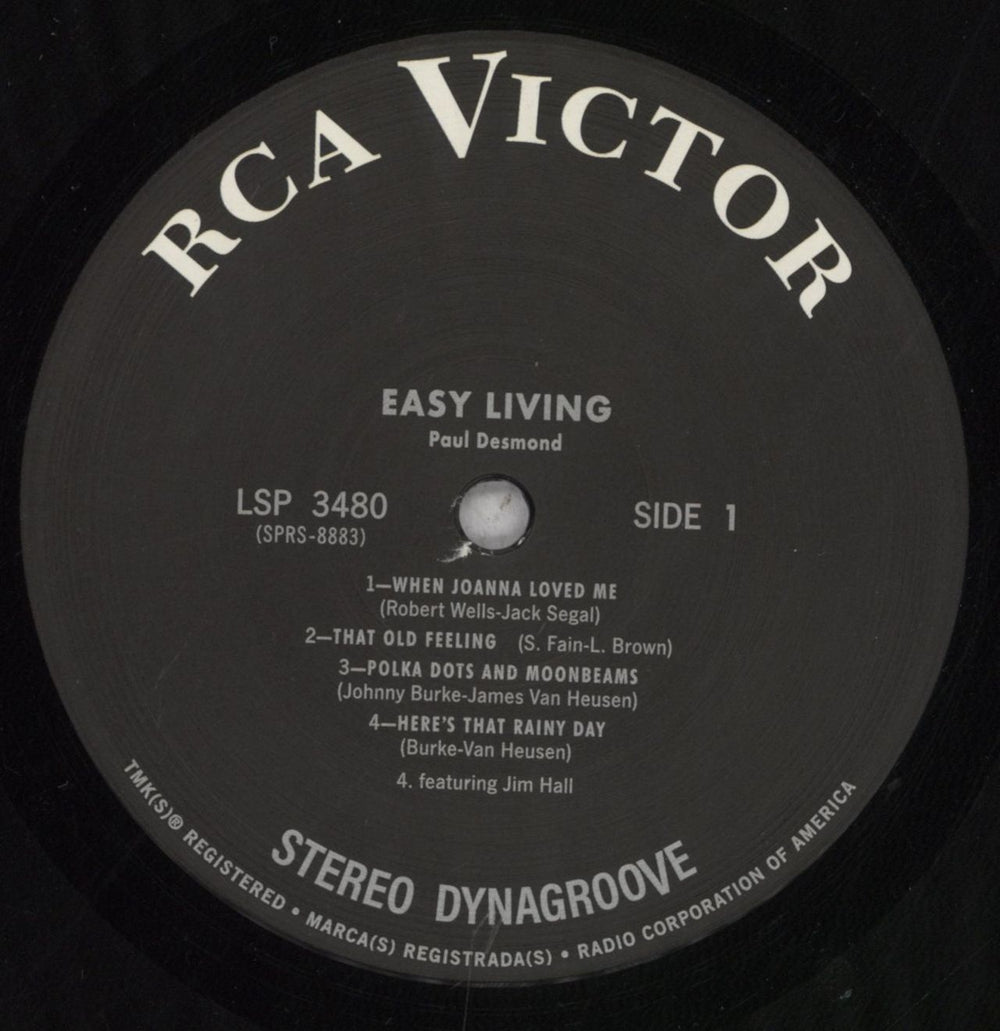 RCA VICTOR
EASY LIVING
Paul Desmond
LSP 3480
(SPRS-8883)
SIDE 1
1—WHEN JOANNA LOVED ME
(Robert Wells-Jack Segal)
2—THAT OLD FEELING (S. Fain-L. Brown)
3—POLKA DOTS AND MOONBEAMS
(Johnny Burke-James Van Heusen)
4—HERE'S THAT RAINY DAY
(Burke-Van Heusen)
4. featuring Jim Hall
STEREO DYNAGROOVE
TMK(S)® REGISTERED • MARCA(S) REGISTRADA(S) • RADIO CORPORATION OF AMERICA